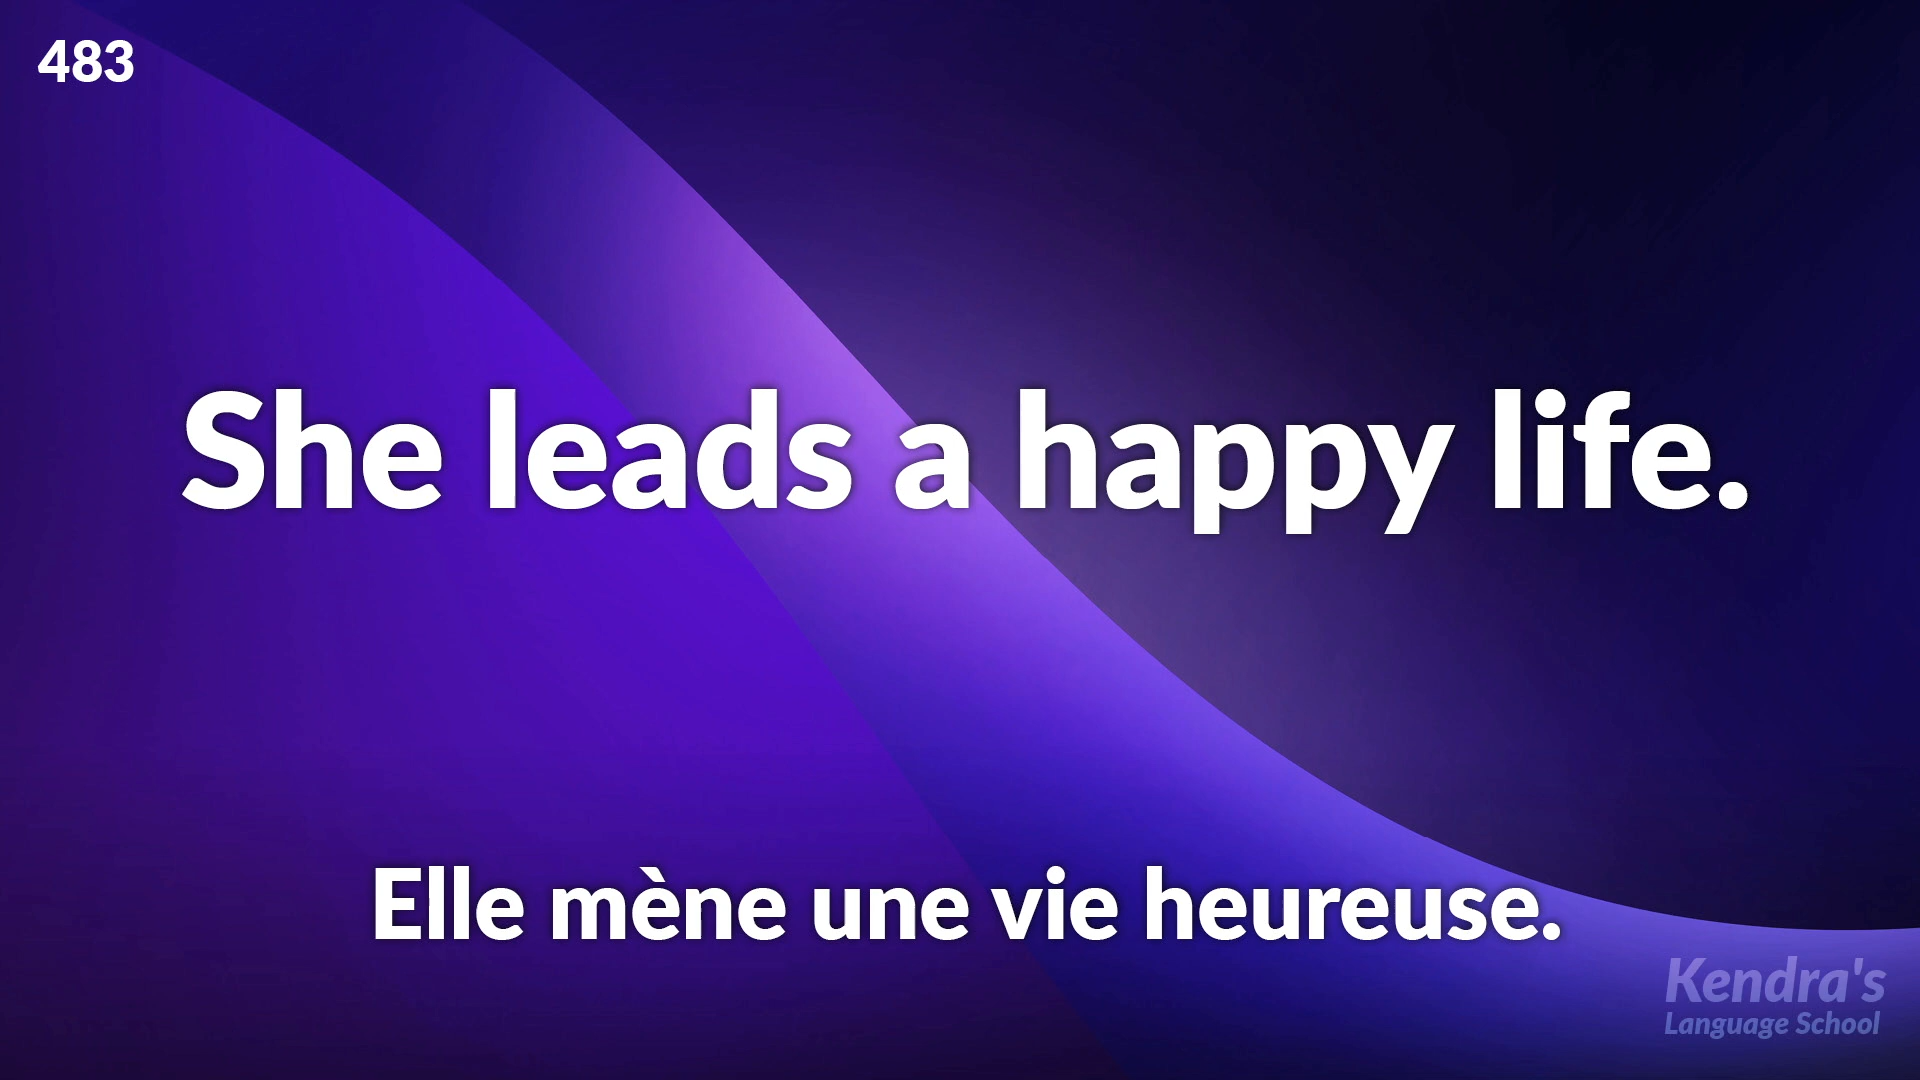 483
She leads a happy life.
Elle mène une vie heureuse.
Kendra's
Language School